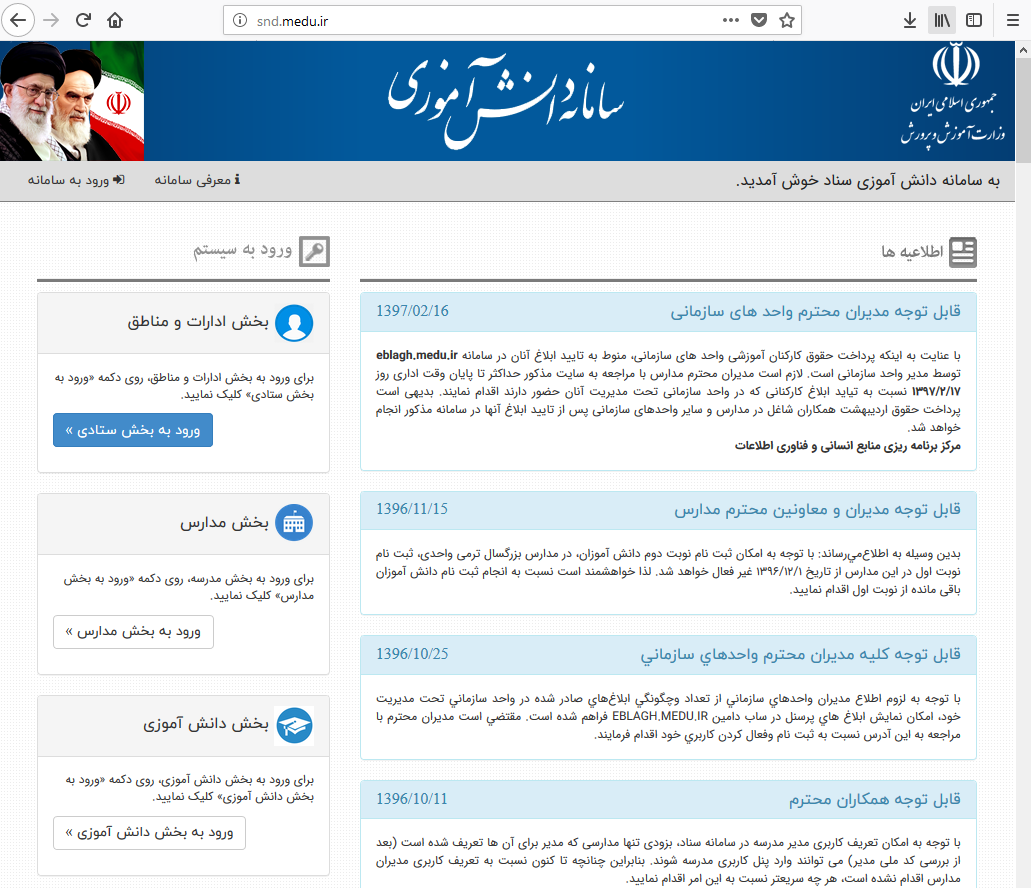 snd.medu.ir
جمهوری اسلامی ایران
وزارت آموزش و پرورش
سامانه دانش آموزی
به سامانه دانش آموزی سناد خوش آمدید.
معرفی سامانه
ورود به سامانه
اطلاعیه ها
قابل توجه مدیران محترم واحد های سازمانی
1397/02/16
با عنایت به اینکه پرداخت حقوق کارکنان آموزشی واحد های سازمانی، منوط به تایید ابلاغ آنان در سامانه eblagh.medu.ir
توسط مدیر واحد سازمانی است. لازم است مدیران محترم مدارس با مراجعه به سایت مذکور حداکثر تا پایان وقت اداری روز
۱۳۹۷/۲/۱۷ نسبت به تیاید ابلاغ کارکنانی که در واحد سازمانی تحت مدیریت آنان حضور دارند اقدام نمایند. بدیهی است
پرداخت حقوق اردیبهشت همکاران شاغل در مدارس و سایر واحدهای سازمانی پس از تایید ابلاغ آنها در سامانه مذکور انجام
خواهد شد.
مرکز برنامه ریزی منابع انسانی و فناوری اطلاعات
قابل توجه مدیران و معاونین محترم مدارس
1396/11/15
بدین وسیله به اطلاع‌می‌رساند: با توجه به امکان ثبت نام نوبت دوم دانش آموزان، در مدارس بزرگسال ترمی واحدی، ثبت نام
نوبت اول در این مدارس از تاریخ ۱۳۹۶/۱۲/۱ غیر فعال خواهد شد. لذا خواهشمند است نسبت به انجام ثبت نام دانش آموزان
باقی مانده از نوبت اول اقدام نمایید.
قابل توجه کلیه مدیران محترم واحدهاي سازماني
1396/10/25
با توجه به لزوم اطلاع مدیران واحدهاي سازماني از تعداد وچگونگي ابلاغ‌هاي صادر شده در واحد سازماني تحت مدیریت
خود، امکان نمایش ابلاغ هاي پرسنل در ساب دامین EBLAGH.MEDU.IR فراهم شده است. مقتضي است مدیران محترم با
مراجعه به این آدرس نسبت به ثبت نام وفعال کردن کاربري خود اقدام فرمایند.
قابل توجه همکاران محترم
1396/10/11
با توجه به امکان تعریف کاربری مدیر مدرسه در سامانه سناد، بزودی تنها مدارسی که مدیر برای آن ها تعریف شده است (بعد
از بررسی کد ملی مدیر) می توانند وارد پنل کاربری مدرسه شوند. بنابراین چنانچه تا کنون نسبت به تعریف کاربری مدیران
مدارس اقدام نشده است، هر چه سریعتر نسبت به این امر اقدام نمایید.
ورود به سیستم
بخش ادارات و مناطق
برای ورود به بخش ادارات و مناطق، روی دکمه «ورود به
بخش ستادی» کلیک نمایید.
ورود به بخش ستادی »
بخش مدارس
برای ورود به بخش مدرسه، روی دکمه «ورود به بخش
مدارس» کلیک نمایید.
ورود به بخش مدارس »
بخش دانش آموزی
برای ورود به بخش دانش آموزی، روی دکمه «ورود به
بخش دانش آموزی» کلیک نمایید.
ورود به بخش دانش آموزی »